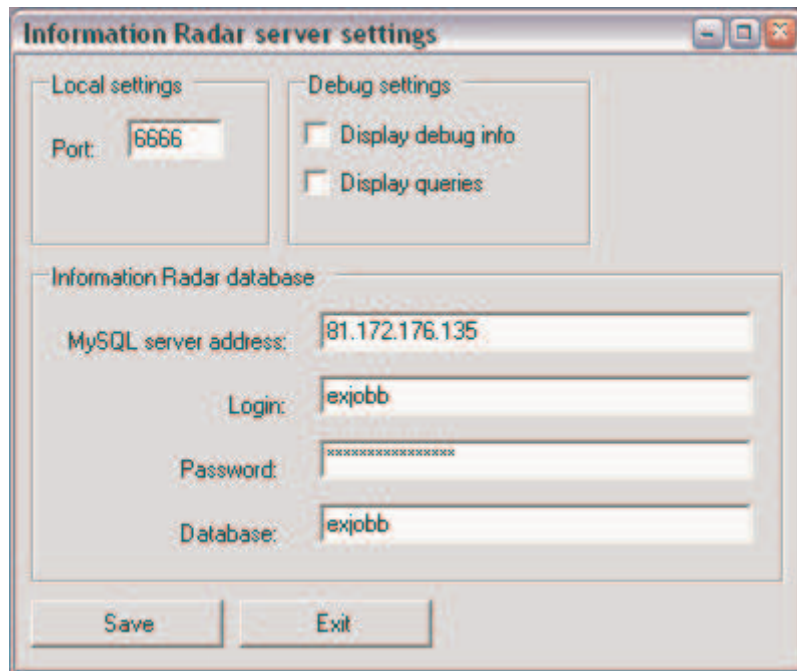 Information Radar server settings
Local settings
Port: 6666
Debug settings
Display debug info
Display queries
Information Radar database
MySQL server address: 81.172.176.135
Login: exjobb
Password: ****************
Database: exjobb
Save Exit